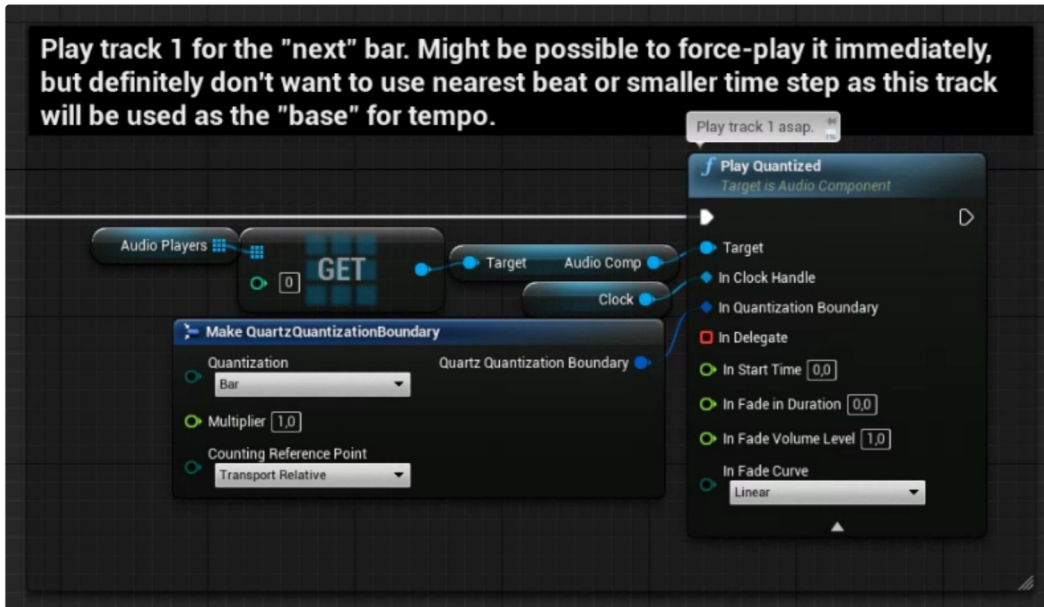 Play track 1 for the "next" bar. Might be possible to force-play it immediately,
but definitely don't want to use nearest beat or smaller time step as this track
will be used as the "base" for tempo.
Play track 1 asap.
Play Quantized
Target is Audio Component
Audio Players
GET
0
Target
Audio Comp
Clock
Target
In Clock Handle
In Quantization Boundary
In Delegate
In Start Time 0,0
In Fade in Duration 0,0
In Fade Volume Level 1,0
In Fade Curve
Linear
Make QuartzQuantizationBoundary
Quantization
Bar
Quartz Quantization Boundary
Multiplier 1,0
Counting Reference Point
Transport Relative